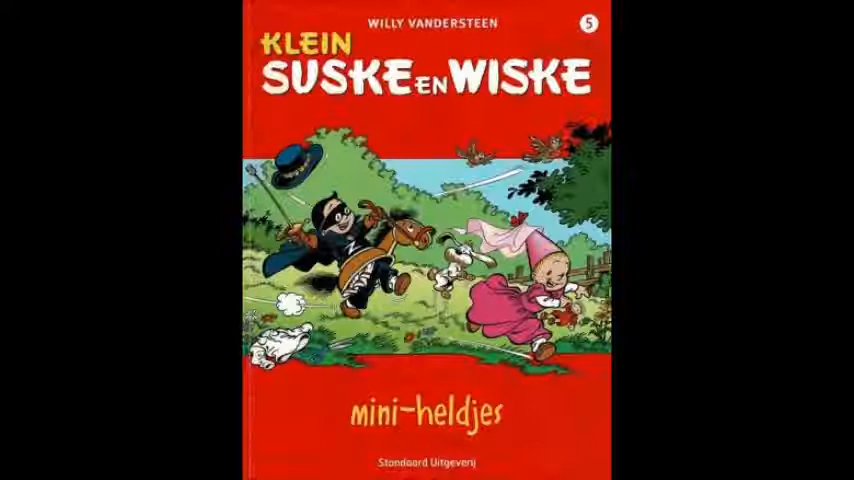 WILLY VANDERSTEEN
5
KLEIN
SUSKE EN WISKE
Z
mini-heldjes
Standaard Uitgeverij